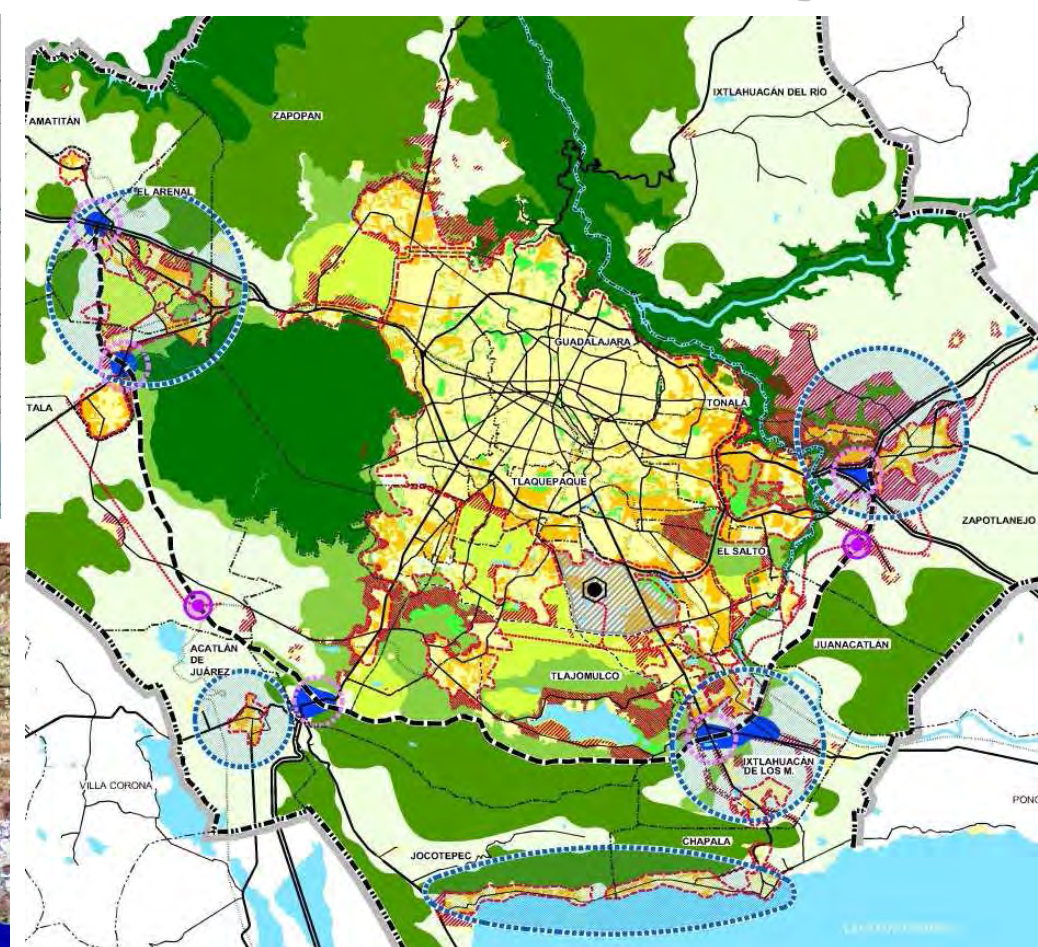 IXTLAHUACÁN DEL RÍO
ZAPOPAN
AMATITÁN
EL ARENAL
GUADALAJARA
TONALÁ
TALA
TLAQUEPAQUE
ZAPOTLANEJO
EL SALTO
JUANACATLÁN
ACATLÁN
DE
JUÁREZ
TLAJOMULCO
IXTLAHUACÁN
DE LOS M.
VILLA CORONA
PONC
CHAPALA
JOCOTEPEC